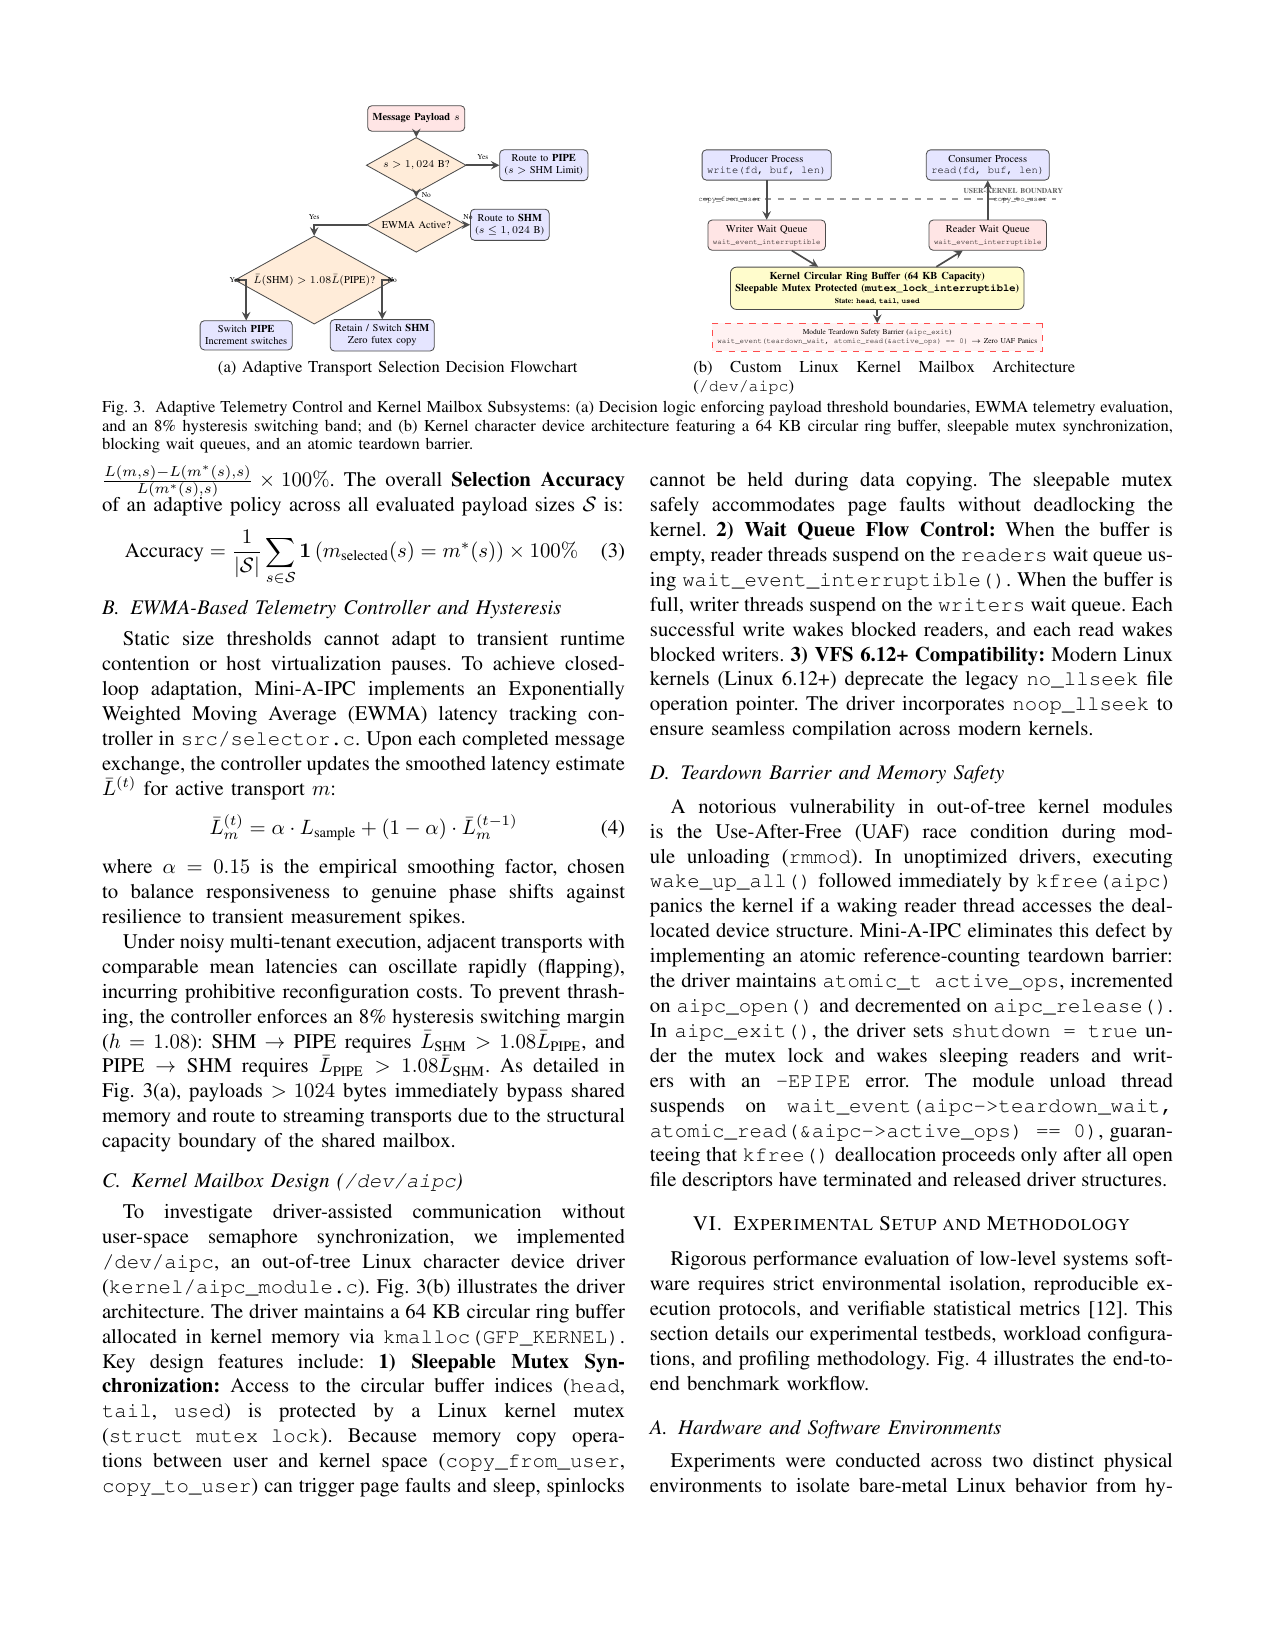 Message Payload s
s > 1, 024 B?
Yes
Route to PIPE
(s > SHM Limit)
No
EWMA Active?
No
Route to SHM
(s ≤ 1, 024 B)
Yes
L̄(SHM) > 1.08L̄(PIPE)?
Switch PIPE
Increment switches
Retain / Switch SHM
Zero futex copy
(a) Adaptive Transport Selection Decision Flowchart
Producer Process
write(fd, buf, len)
Consumer Process
read(fd, buf, len)
USER-KERNEL BOUNDARY
copy_from_user
copy_to_user
Writer Wait Queue
wait_event_interruptible
Reader Wait Queue
wait_event_interruptible
Kernel Circular Ring Buffer (64 KB Capacity)
Sleepable Mutex Protected (mutex_lock_interruptible)
State: head, tail, used
Module Teardown Safety Barrier (aipc_exit)
wait_event(teardown_wait, atomic_read(&active_ops) == 0) → Zero UAF Panics
(b) Custom Linux Kernel Mailbox Architecture
(/dev/aipc)
Fig. 3. Adaptive Telemetry Control and Kernel Mailbox Subsystems: (a) Decision logic enforcing payload threshold boundaries, EWMA telemetry evaluation,
and an 8% hysteresis switching band; and (b) Kernel character device architecture featuring a 64 KB circular ring buffer, sleepable mutex synchronization,
blocking wait queues, and an atomic teardown barrier.
L(m,s)−L(m*(s),s) / L(m*(s),s) × 100%. The overall Selection Accuracy
of an adaptive policy across all evaluated payload sizes S is:
Accuracy = 1/|S| ∑ s∈S 1 (m_selected(s) = m*(s)) × 100% (3)
B. EWMA-Based Telemetry Controller and Hysteresis
Static size thresholds cannot adapt to transient runtime
contention or host virtualization pauses. To achieve closed-
loop adaptation, Mini-A-IPC implements an Exponentially
Weighted Moving Average (EWMA) latency tracking con-
troller in src/selector.c. Upon each completed message
exchange, the controller updates the smoothed latency estimate
L̄^(t) for active transport m:
L̄_m^(t) = α · L_sample + (1 − α) · L̄_m^(t−1) (4)
where α = 0.15 is the empirical smoothing factor, chosen
to balance responsiveness to genuine phase shifts against
resilience to transient measurement spikes.
Under noisy multi-tenant execution, adjacent transports with
comparable mean latencies can oscillate rapidly (flapping),
incurring prohibitive reconfiguration costs. To prevent thrash-
ing, the controller enforces an 8% hysteresis switching margin
(h = 1.08): SHM → PIPE requires L̄_SHM > 1.08L̄_PIPE, and
PIPE → SHM requires L̄_PIPE > 1.08L̄_SHM. As detailed in
Fig. 3(a), payloads > 1024 bytes immediately bypass shared
memory and route to streaming transports due to the structural
capacity boundary of the shared mailbox.
C. Kernel Mailbox Design (/dev/aipc)
To investigate driver-assisted communication without
user-space semaphore synchronization, we implemented
/dev/aipc, an out-of-tree Linux character device driver
(kernel/aipc_module.c). Fig. 3(b) illustrates the driver
architecture. The driver maintains a 64 KB circular ring buffer
allocated in kernel memory via kmalloc(GFP_KERNEL).
Key design features include: 1) Sleepable Mutex Syn-
chronization: Access to the circular buffer indices (head,
tail, used) is protected by a Linux kernel mutex
(struct mutex lock). Because memory copy opera-
tions between user and kernel space (copy_from_user,
copy_to_user) can trigger page faults and sleep, spinlocks
cannot be held during data copying. The sleepable mutex
safely accommodates page faults without deadlocking the
kernel. 2) Wait Queue Flow Control: When the buffer is
empty, reader threads suspend on the readers wait queue us-
ing wait_event_interruptible(). When the buffer is
full, writer threads suspend on the writers wait queue. Each
successful write wakes blocked readers, and each read wakes
blocked writers. 3) VFS 6.12+ Compatibility: Modern Linux
kernels (Linux 6.12+) deprecate the legacy no_llseek file
operation pointer. The driver incorporates noop_llseek to
ensure seamless compilation across modern kernels.
D. Teardown Barrier and Memory Safety
A notorious vulnerability in out-of-tree kernel modules
is the Use-After-Free (UAF) race condition during mod-
ule unloading (rmmod). In unoptimized drivers, executing
wake_up_all() followed immediately by kfree(aipc)
panics the kernel if a waking reader thread accesses the deal-
located device structure. Mini-A-IPC eliminates this defect by
implementing an atomic reference-counting teardown barrier:
the driver maintains atomic_t active_ops, incremented
on aipc_open() and decremented on aipc_release().
In aipc_exit(), the driver sets shutdown = true un-
der the mutex lock and wakes sleeping readers and writ-
ers with an -EPIPE error. The module unload thread
suspends on wait_event(aipc->teardown_wait,
atomic_read(&aipc->active_ops) == 0), guaran-
teeing that kfree() deallocation proceeds only after all open
file descriptors have terminated and released driver structures.
VI. EXPERIMENTAL SETUP AND METHODOLOGY
Rigorous performance evaluation of low-level systems soft-
ware requires strict environmental isolation, reproducible ex-
ecution protocols, and verifiable statistical metrics [12]. This
section details our experimental testbeds, workload configura-
tions, and profiling methodology. Fig. 4 illustrates the end-to-
end benchmark workflow.
A. Hardware and Software Environments
Experiments were conducted across two distinct physical
environments to isolate bare-metal Linux behavior from hy-